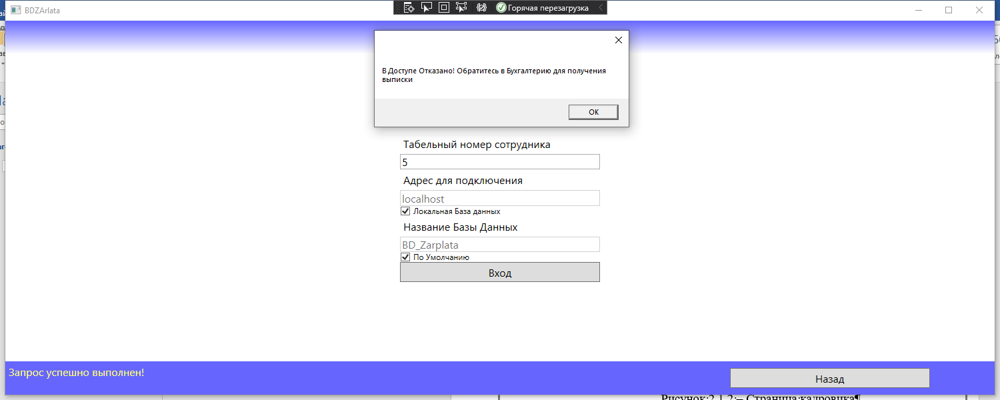 BDZArlata
Горячая перезагрузка
В Доступе Отказано! Обратитесь в Бухгалтерию для получения
выписки
ОК
Табельный номер сотрудника
5
Адрес для подключения
localhost
Локальная База данных
Название Базы Данных
BD_Zarplata
По Умолчанию
Вход
Запрос успешно выполнен!
Назад
Рисунок 2.1.2 – Страница кадровика¶